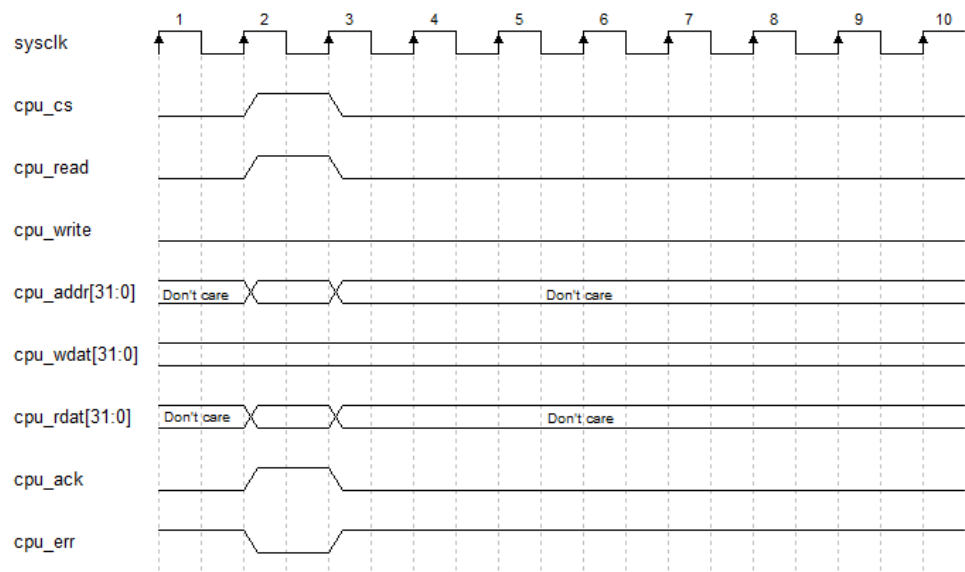 1 2 3 4 5 6 7 8 9 10
sysclk
cpu_cs
cpu_read
cpu_write
cpu_addr[31:0] Don't care Don't care
cpu_wdat[31:0]
cpu_rdat[31:0] Don't care Don't care
cpu_ack
cpu_err